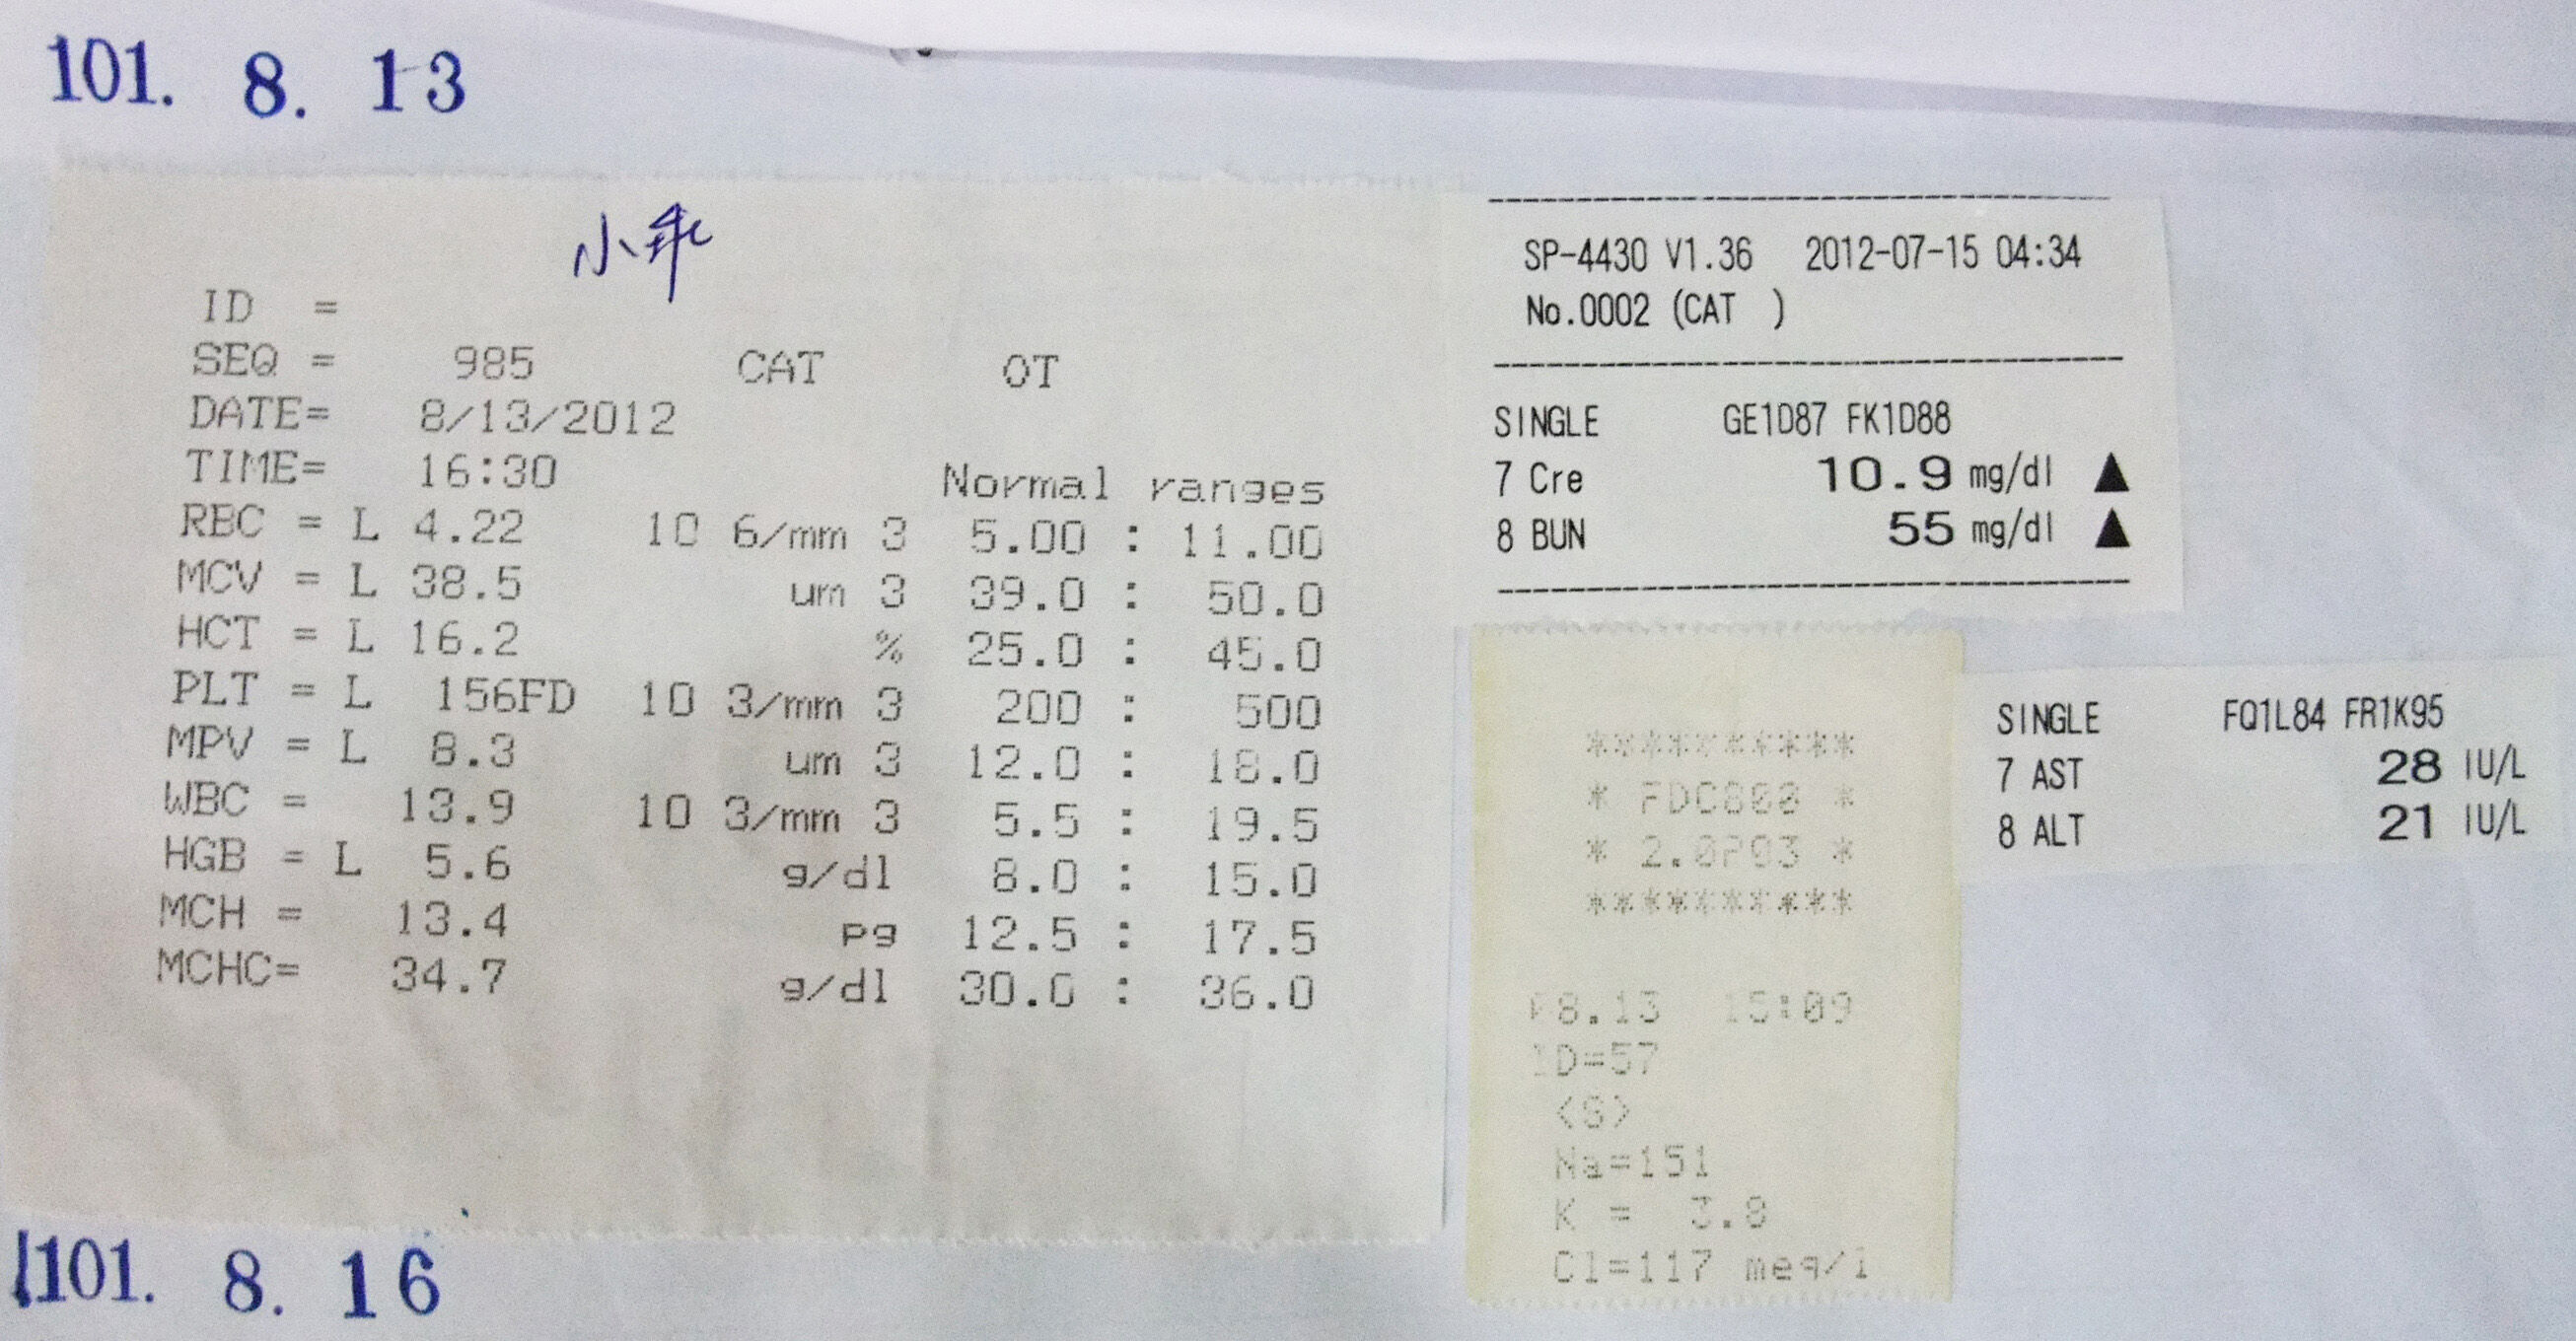 101. 8. 13
小乖
ID =
SEQ = 985 CAT OT
DATE= 8/13/2012
TIME= 16:30 Normal ranges
RBC = L 4.22 10 6/mm 3 5.00 : 11.00
MCV = L 38.5 um 3 39.0 : 50.0
HCT = L 16.2 % 25.0 : 45.0
PLT = L 156FD 10 3/mm 3 200 : 500
MPV = L 8.3 um 3 12.0 : 18.0
WBC = 13.9 10 3/mm 3 5.5 : 19.5
HGB = L 5.6 g/dl 8.0 : 15.0
MCH = 13.4 pg 12.5 : 17.5
MCHC= 34.7 g/dl 30.0 : 36.0
SP-4430 V1.36 2012-07-15 04:34
No.0002 (CAT )
SINGLE GE1D87 FK1D88
7 Cre 10.9 mg/dl ▲
8 BUN 55 mg/dl ▲
**********
* FDC800 *
* 2.0P03 *
**********
08.13 15:09
ID=57
<S>
Na=151
K = 3.8
Cl=117 meq/l
SINGLE FQ1L84 FR1K95
7 AST 28 IU/L
8 ALT 21 IU/L
101. 8. 16